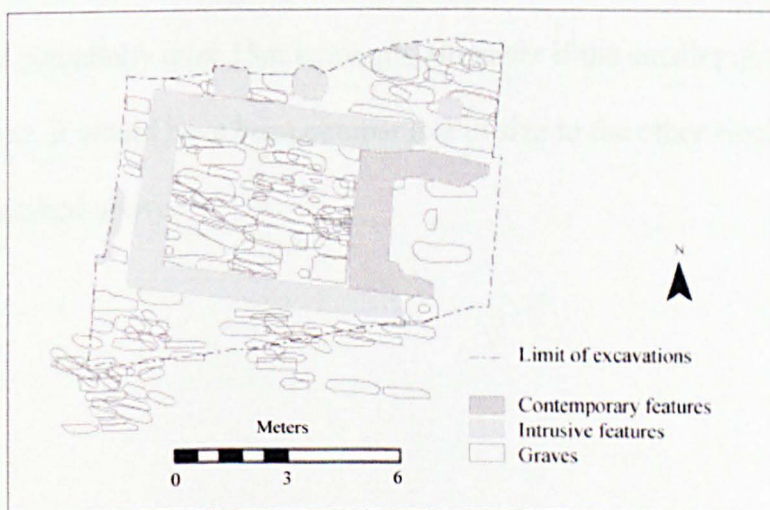 N
Limit of excavations
Contemporary features
Intrusive features
Graves
Meters
0 3 6